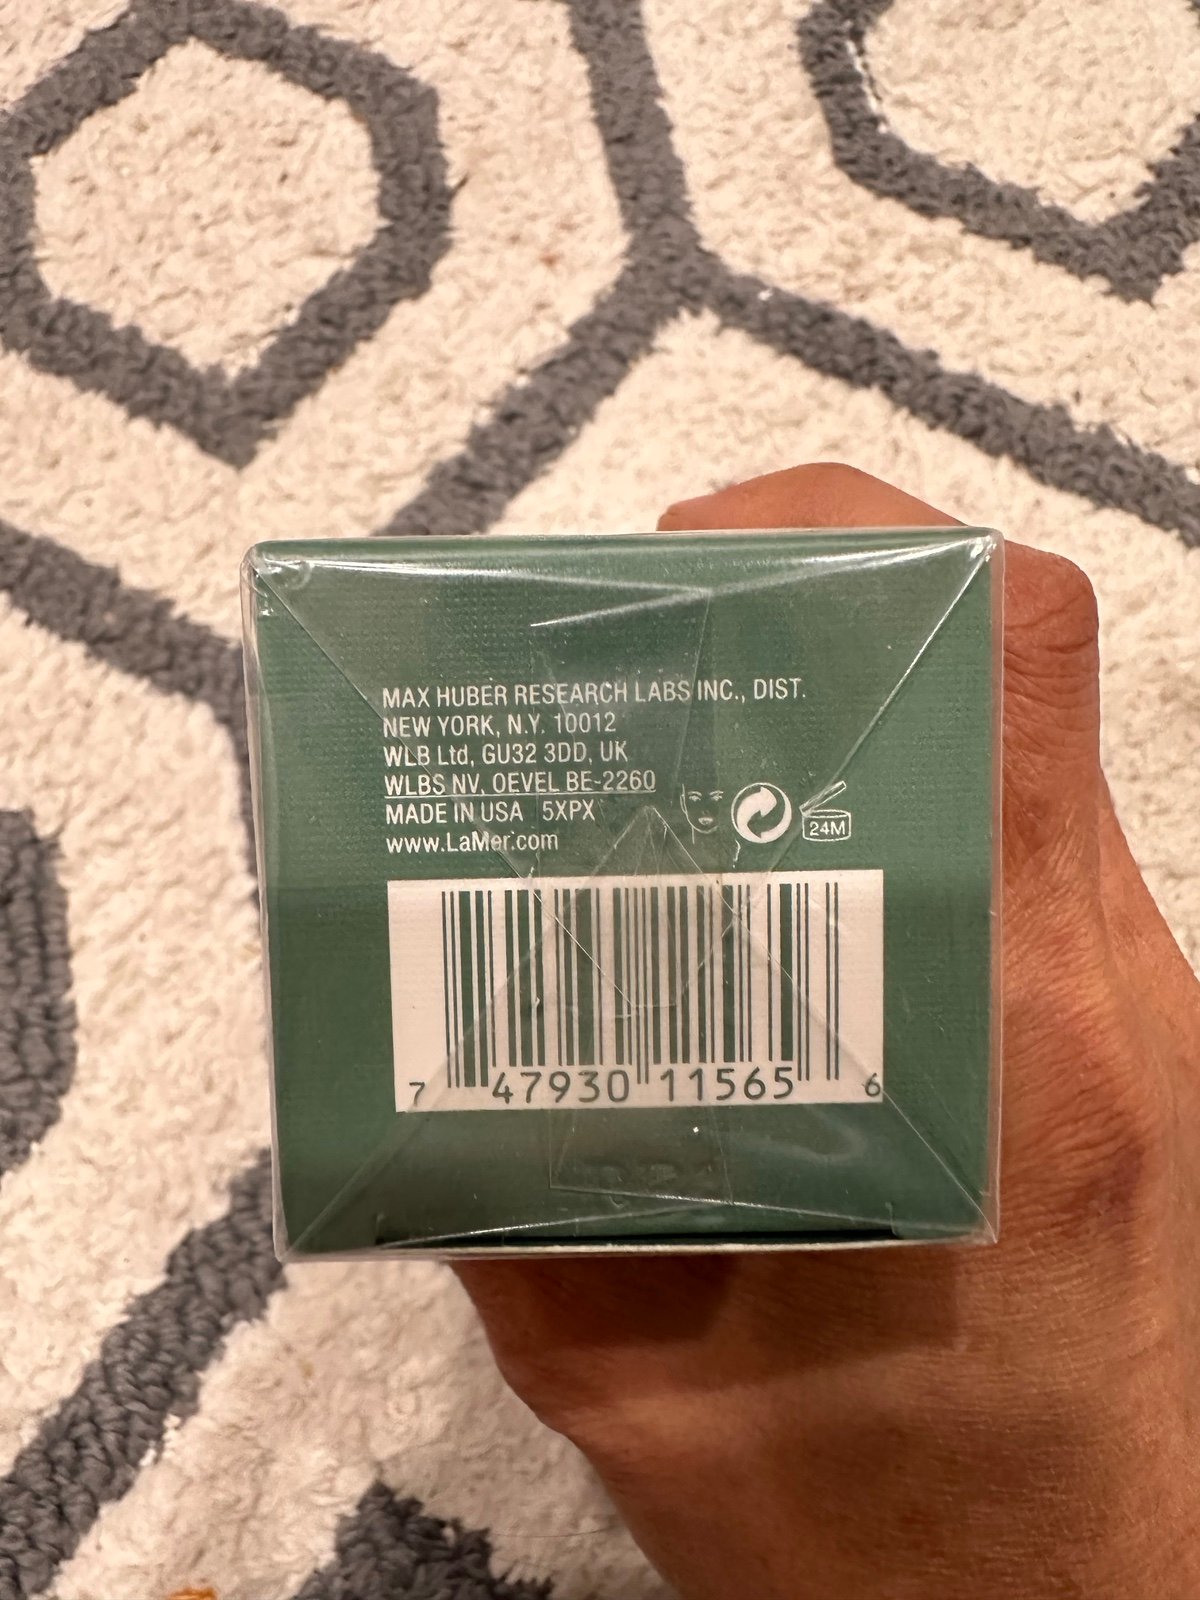 MAX HUBER RESEARCH LABS INC., DIST.
NEW YORK, N.Y. 10012
WLB Ltd, GU32 3DD, UK
WLBS NV, OEVEL BE-2260
MADE IN USA 5XPX
www.LaMer.com
24M
7 47930 11565 6